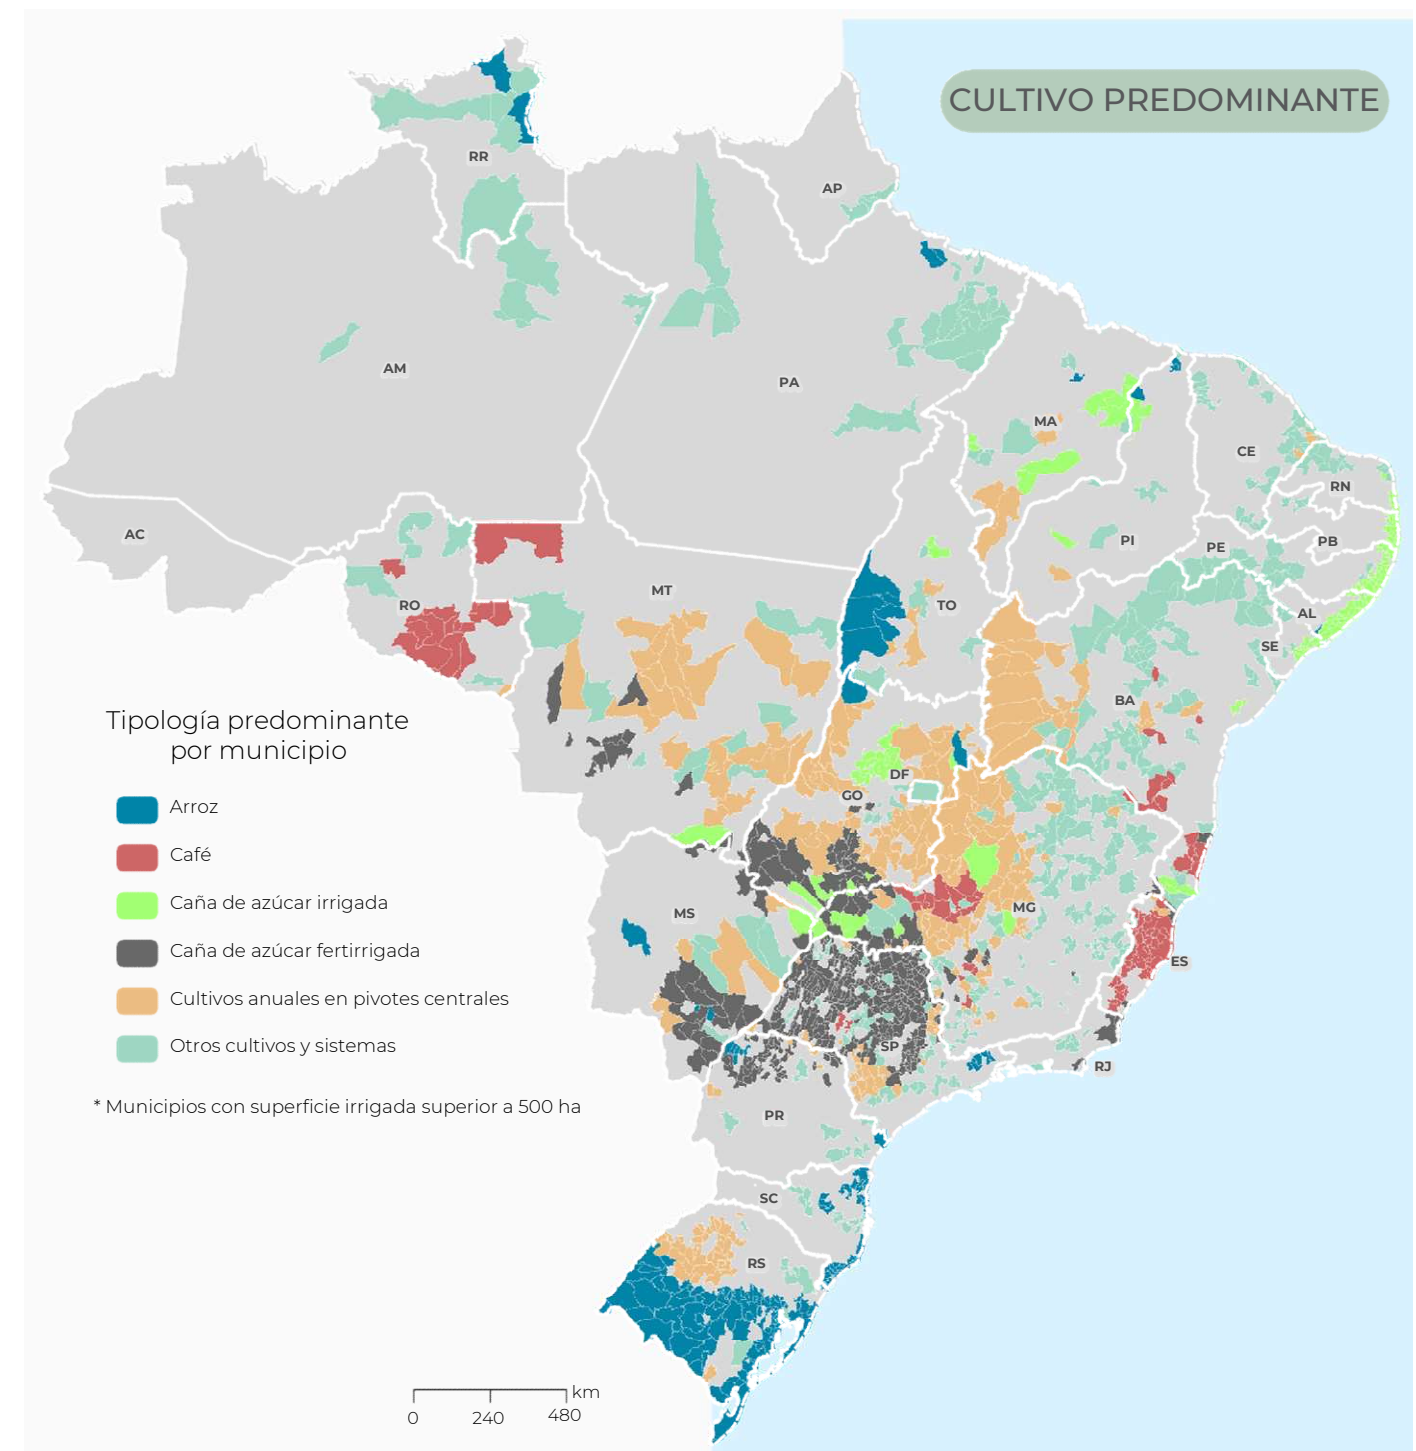 CULTIVO PREDOMINANTE
RR
AP
AM
PA
MA
CE
RN
AC
PI
PB
PE
MT
RO
TO
AL
SE
BA
Tipología predominante
por municipio
DF
GO
Arroz
Café
Caña de azúcar irrigada
MS
MG
Caña de azúcar fertirrigada
ES
Cultivos anuales en pivotes centrales
Otros cultivos y sistemas
SP
RJ
* Municipios con superficie irrigada superior a 500 ha
PR
SC
RS
km
0 240 480